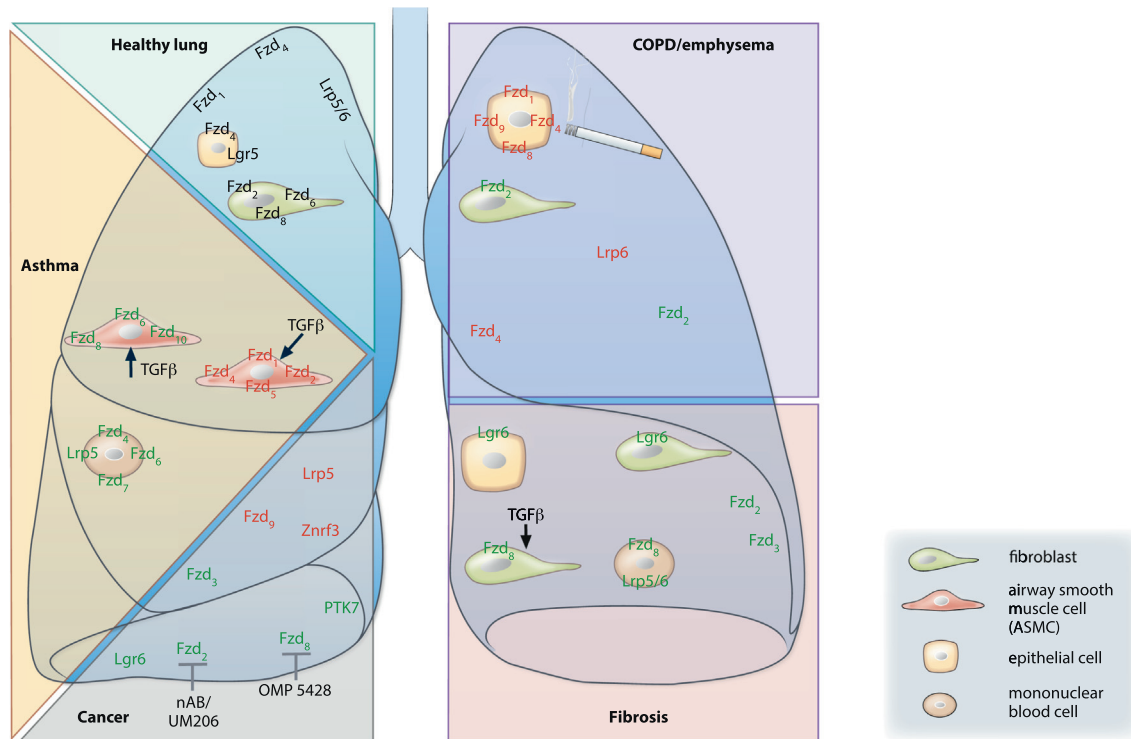 Healthy lung
Fzd4
Fzd1
Lrp5/6
Fzd4
Lgr5
Fzd2
Fzd6
Fzd8
Asthma
Fzd6
Fzd8
Fzd10
TGFβ
TGFβ
Fzd1
Fzd4
Fzd2
Fzd5
Fzd4
Lrp5
Fzd6
Fzd7
Lrp5
Fzd9
Znrf3
Fzd3
PTK7
Fzd8
Fzd2
Lgr6
OMP 5428
nAB/
UM206
Cancer
COPD/emphysema
Fzd1
Fzd9
Fzd4
Fzd8
Fzd2
Lrp6
Fzd2
Fzd4
Lgr6
Lgr6
Fzd2
Fzd3
TGFβ
Fzd8
Fzd8
Lrp5/6
Fibrosis
fibroblast
airway smooth
muscle cell
(ASMC)
epithelial cell
mononuclear
blood cell